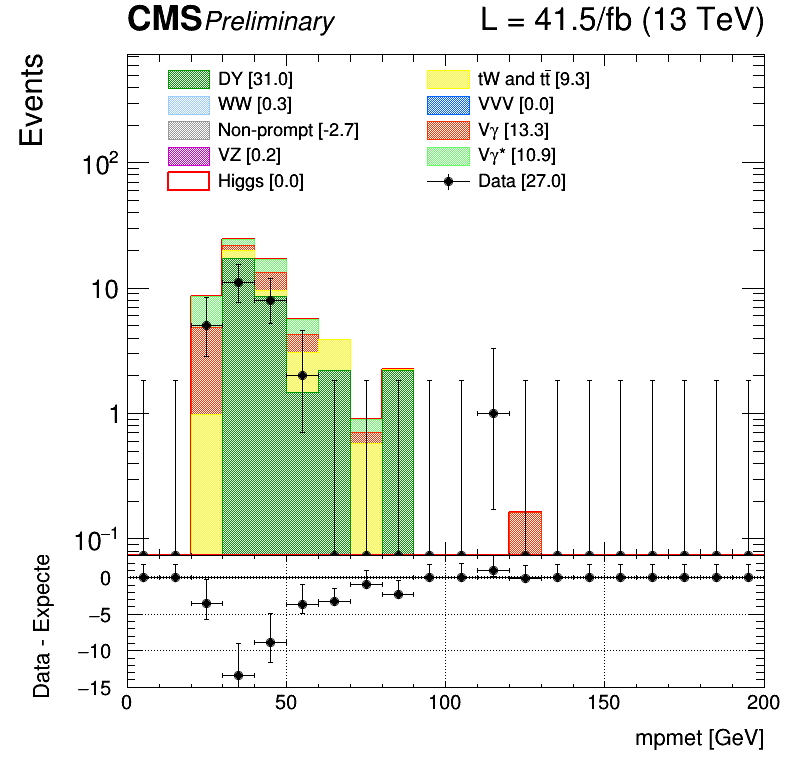 CMS Preliminary L = 41.5/fb (13 TeV)
Events
DY [31.0] tW and tt̄ [9.3]
WW [0.3] VVV [0.0]
Non-prompt [-2.7] Vγ [13.3]
VZ [0.2] Vγ* [10.9]
Higgs [0.0] Data [27.0]
10²
10
1
10⁻¹
Data - Expecte
0
−5
−10
−15
0 50 100 150 200
mpmet [GeV]